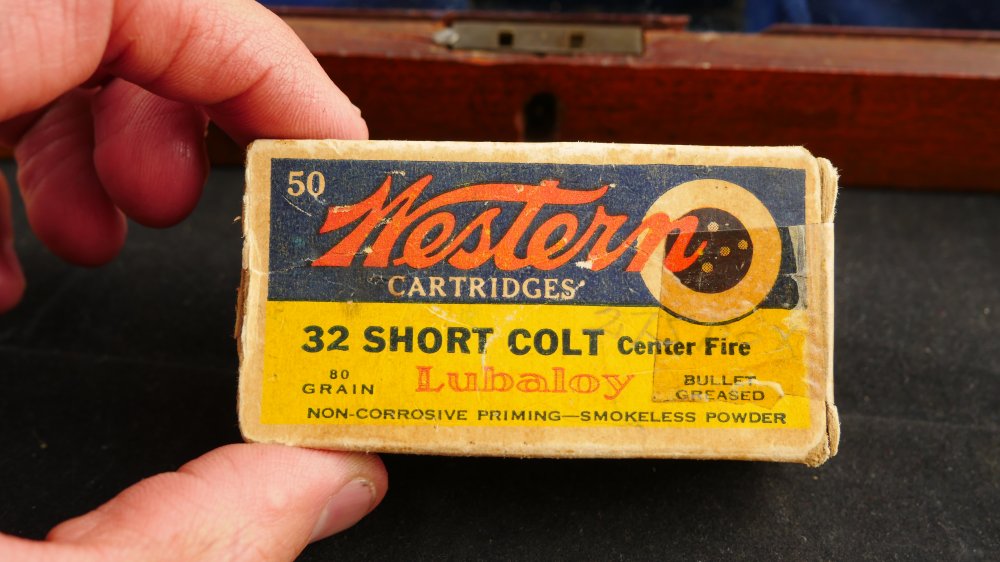 50
Western
CARTRIDGES
32 SHORT COLT Center Fire
80
GRAIN
Lubaloy
BULLET
GREASED
NON-CORROSIVE PRIMING—SMOKELESS POWDER